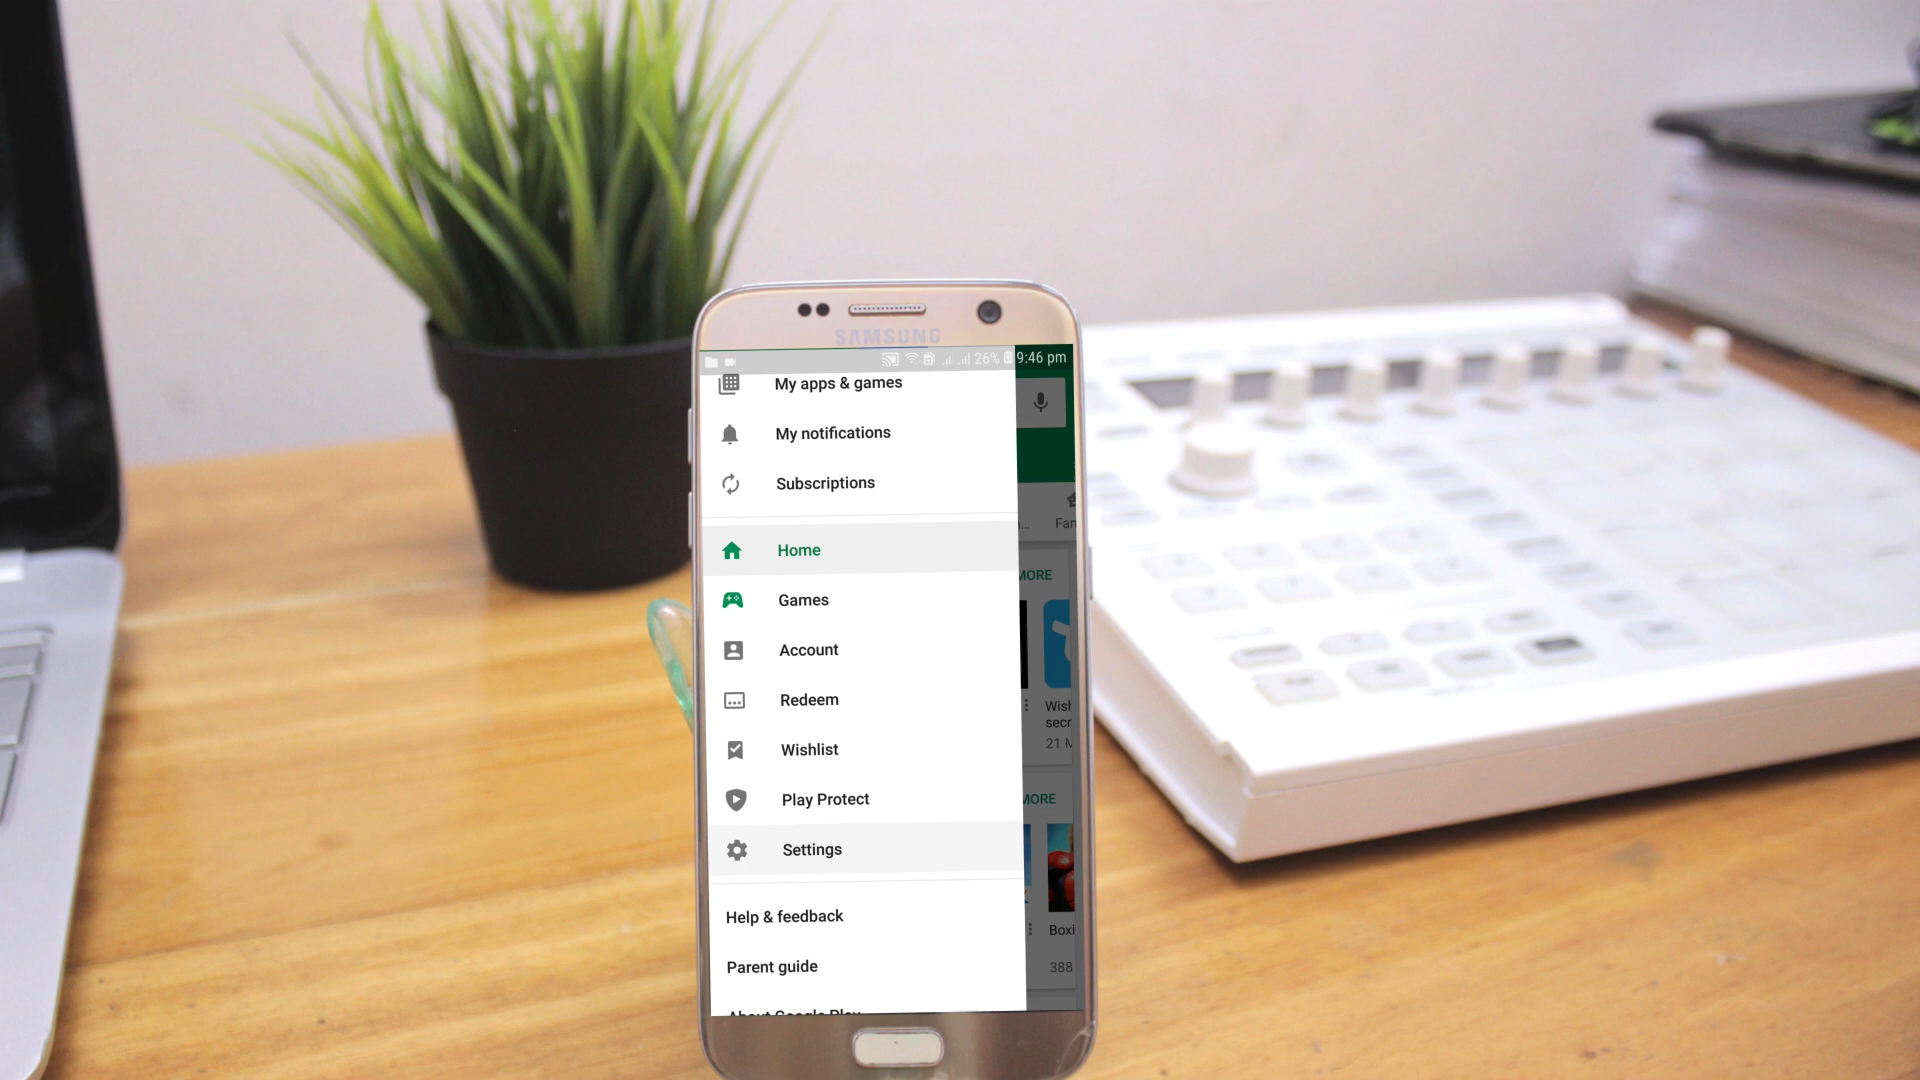 SAMSUNG
26% 9:46 pm
My apps & games
My notifications
Subscriptions
Fam
Home
MORE
Games
Account
Redeem
Wish
secr
21 M
Wishlist
Play Protect
MORE
Settings
Help & feedback
Boxi
Parent guide
388
About Google Play